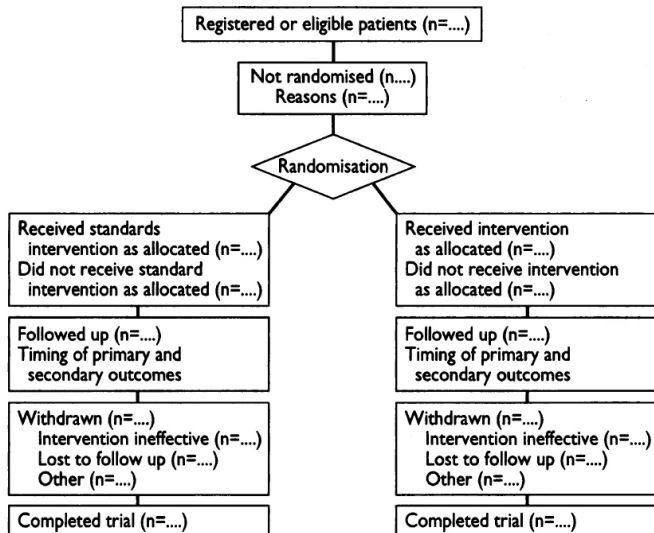 Registered or eligible patients (n=....)
Not randomised (n....)
Reasons (n=....)
Randomisation
Received standards
intervention as allocated (n=....)
Did not receive standard
intervention as allocated (n=....)
Followed up (n=....)
Timing of primary and
secondary outcomes
Withdrawn (n=....)
Intervention ineffective (n=....)
Lost to follow up (n=....)
Other (n=....)
Completed trial (n=....)
Received intervention
as allocated (n=....)
Did not receive intervention
as allocated (n=....)
Followed up (n=....)
Timing of primary and
secondary outcomes
Withdrawn (n=....)
Intervention ineffective (n=....)
Lost to follow up (n=....)
Other (n=....)
Completed trial (n=....)